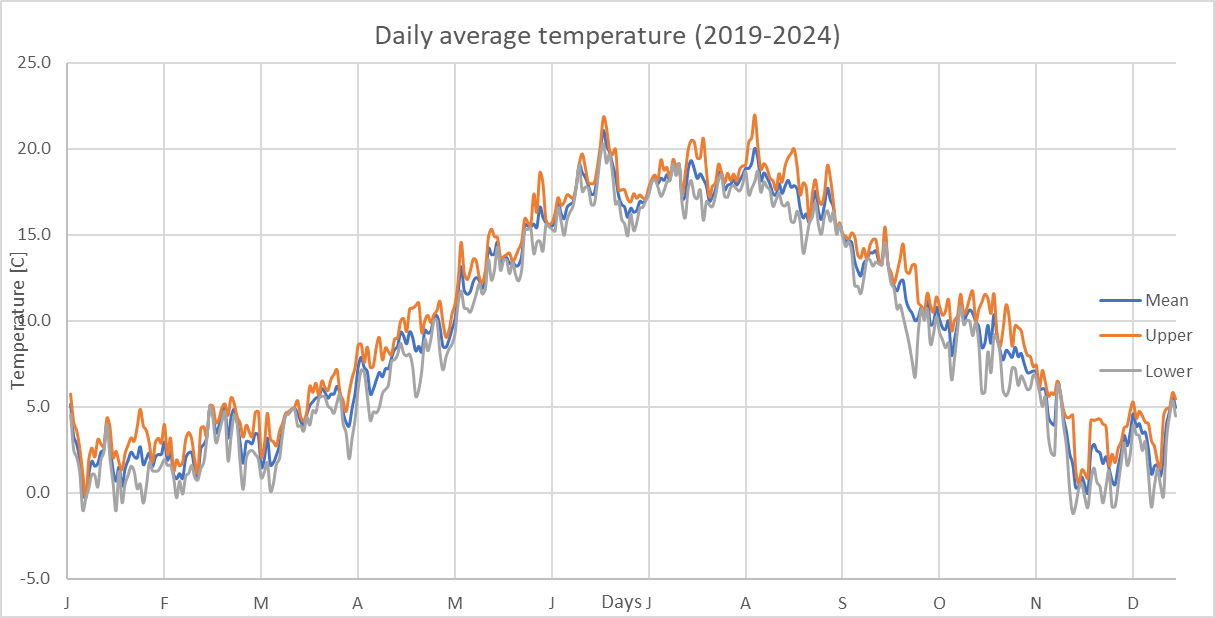 Daily average temperature (2019-2024)
25.0
20.0
15.0
10.0
5.0
0.0
-5.0
Temperature [C]
Mean
Upper
Lower
J F M A M J J A S O N D
Days